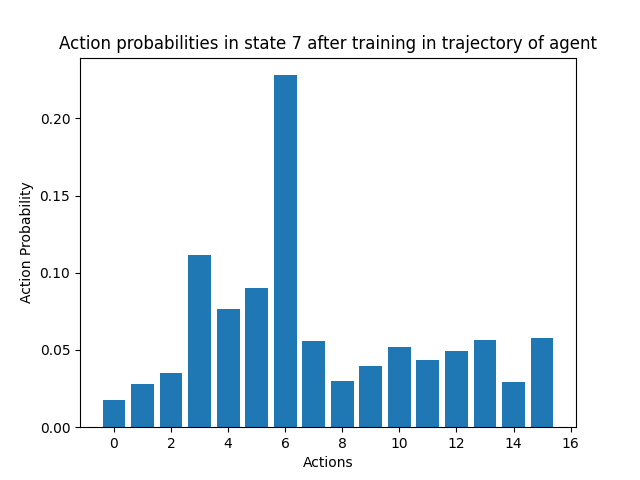 Action probabilities in state 7 after training in trajectory of agent
Action Probability
0.20
0.15
0.10
0.05
0.00
0 2 4 6 8 10 12 14 16
Actions